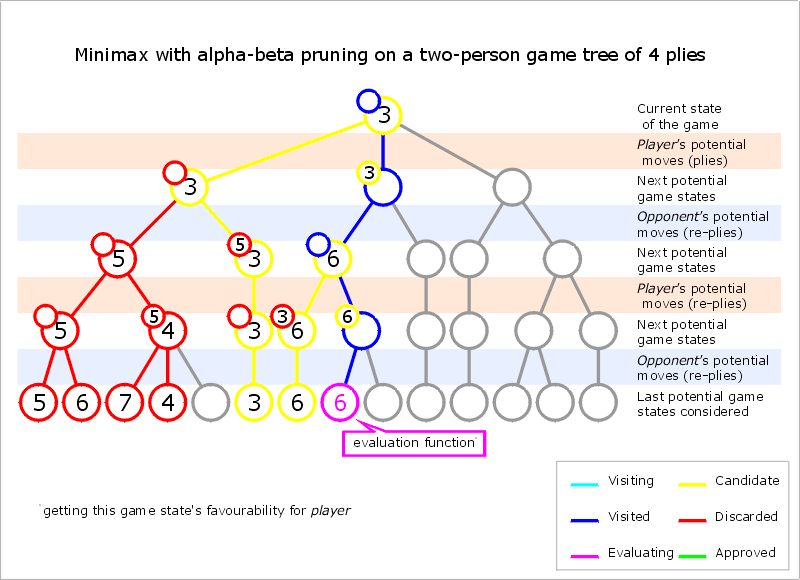 Minimax with alpha-beta pruning on a two-person game tree of 4 plies
3
Current state
of the game
Player's potential
moves (plies)
3
3
Next potential
game states
Opponent's potential
moves (re-plies)
5
5
3
6
Next potential
game states
Player's potential
moves (re-plies)
5
5
4
3
3
6
6
Next potential
game states
Opponent's potential
moves (re-plies)
5
6
7
4
3
6
6
Last potential game
states considered
evaluation function*
*getting this game state's favourability for player
Visiting
Candidate
Visited
Discarded
Evaluating
Approved